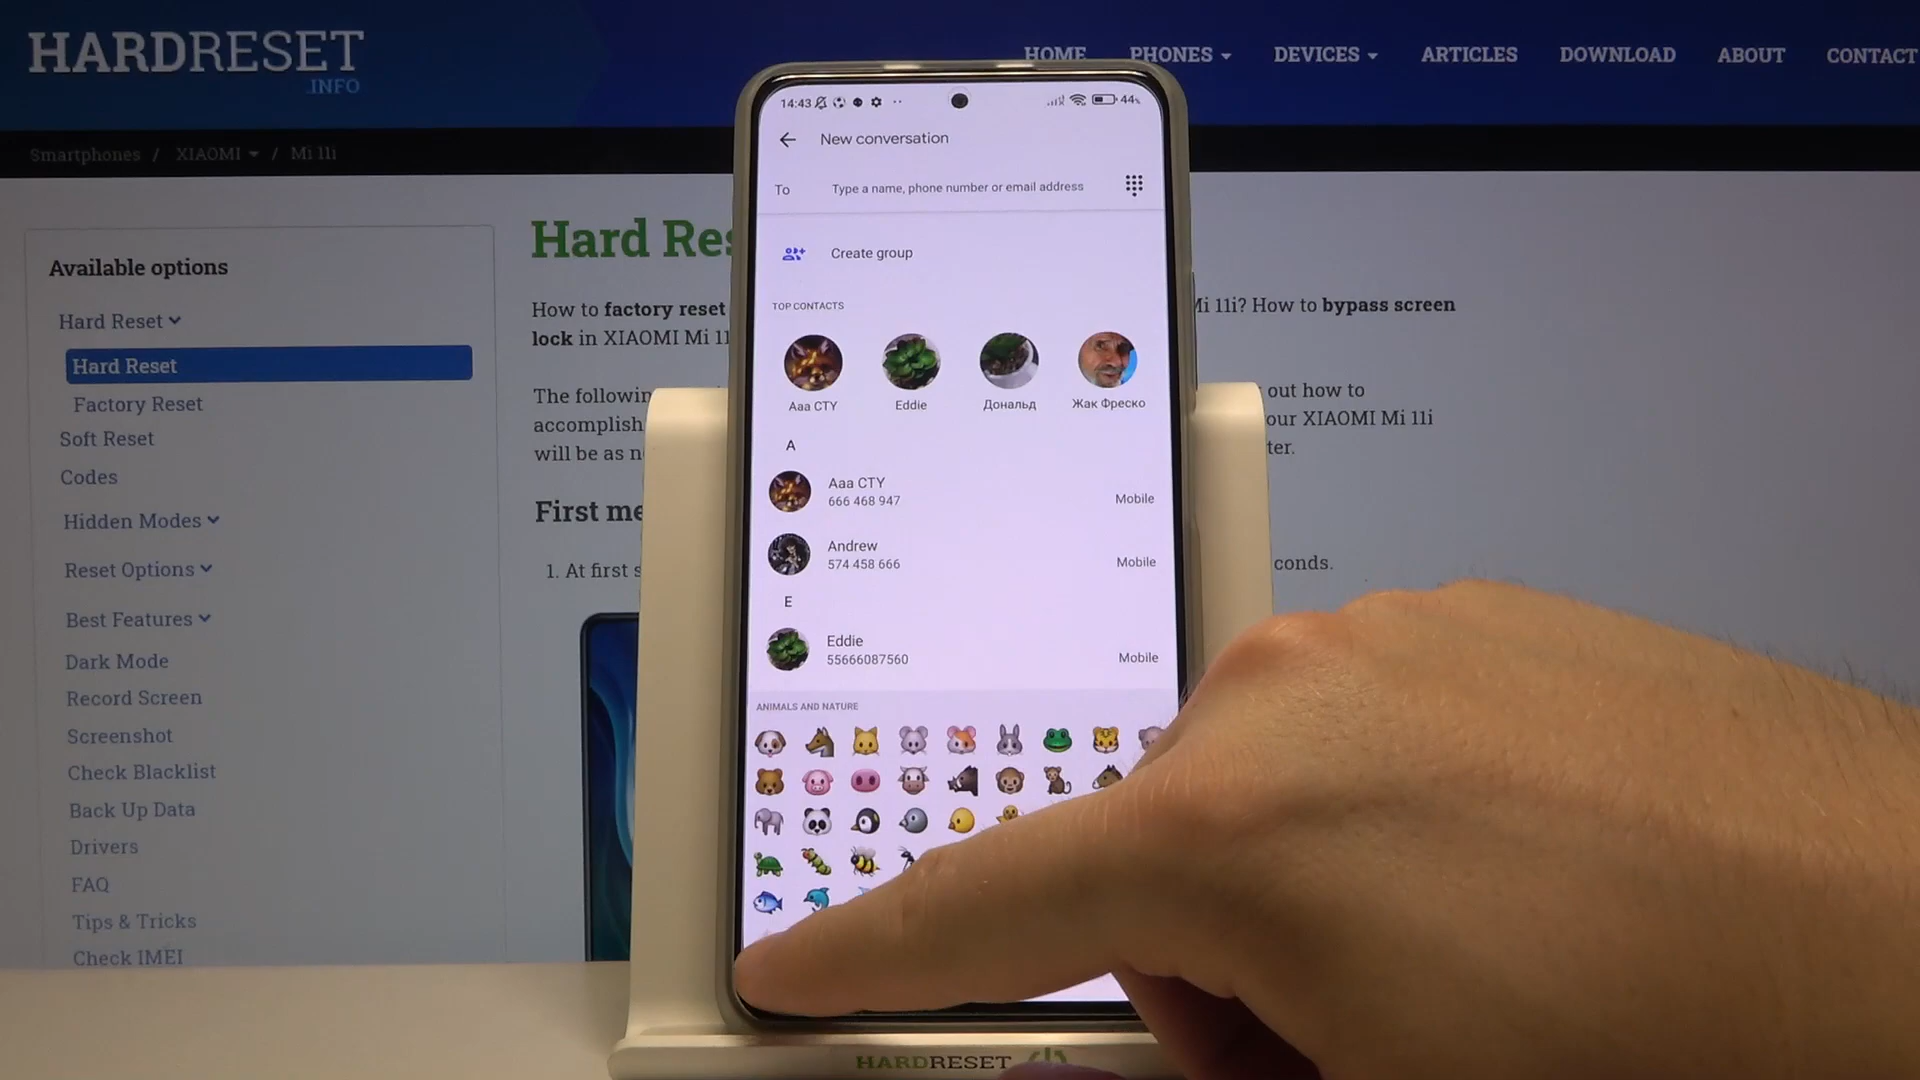 HARDRESET
.INFO
HOME PHONES DEVICES ARTICLES DOWNLOAD ABOUT CONTACT
Smartphones / XIAOMI / Mi 11i
Available options
Hard Reset
Hard Reset
Factory Reset
Soft Reset
Codes
Hidden Modes
Reset Options
Best Features
Dark Mode
Record Screen
Screenshot
Check Blacklist
Back Up Data
Drivers
FAQ
Tips & Tricks
Check IMEI
Hard Res
How to factory reset
Mi 11i? How to bypass screen
lock in XIAOMI Mi 11
The following
out how to
accomplish
our XIAOMI Mi 11i
will be as
ter.
First me
1. At first s
conds.
14:43
44%
New conversation
To Type a name, phone number or email address
Create group
TOP CONTACTS
Aaa CTY Eddie Дональд Жак Фреско
A
Aaa CTY
666 468 947 Mobile
Andrew
574 458 666 Mobile
E
Eddie
55666087560 Mobile
ANIMALS AND NATURE
HARDRESET